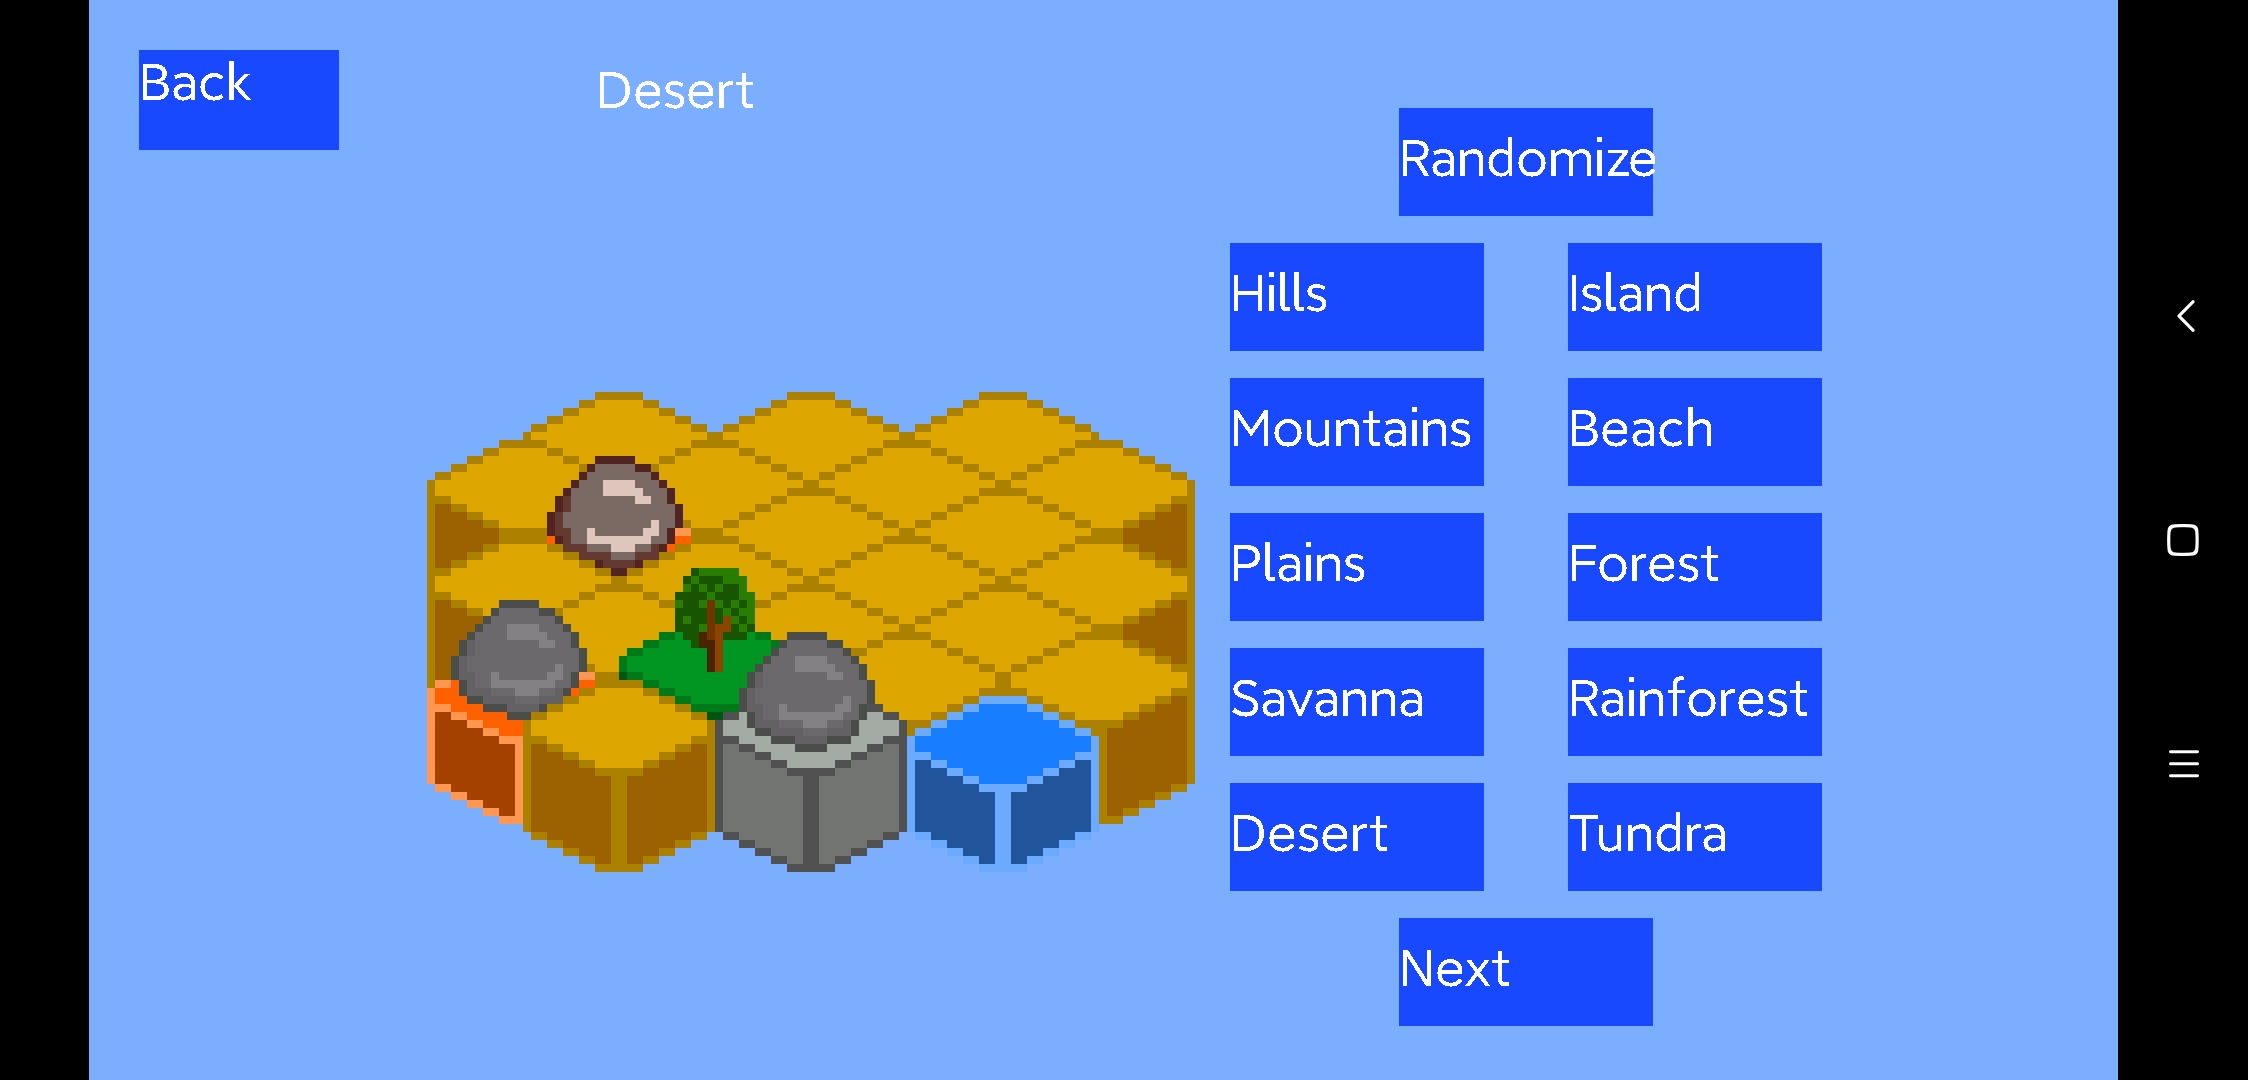 Back
Desert
Randomize
Hills
Island
Mountains
Beach
Plains
Forest
Savanna
Rainforest
Desert
Tundra
Next